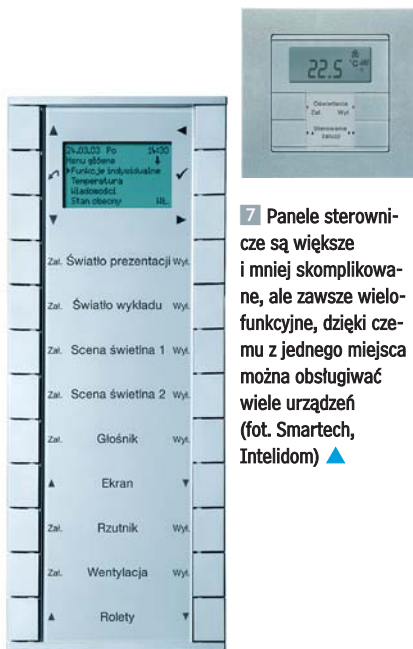 24.03.03 Po 14:30
Menu główne
Funkcje indywidualne
Temperatura
Wiadomości
Stan obecny WŁ.
Zał. Światło prezentacji Wył.
Zał. Światło wykładu Wył.
Zał. Scena świetlna 1 Wył.
Zał. Scena świetlna 2 Wył.
Zał. Głośnik Wył.
Ekran
Zał. Rzutnik Wył.
Zał. Wentylacja Wył.
Rolety
22.5 °C
Oświetlenie
Zał. Wył.
Sterowanie
żaluzji
7 Panele sterowni-
cze są większe
i mniej skomplikowa-
ne, ale zawsze wielo-
funkcyjne, dzięki cze-
mu z jednego miejsca
można obsługiwać
wiele urządzeń
(fot. Smartech,
Intelidom)